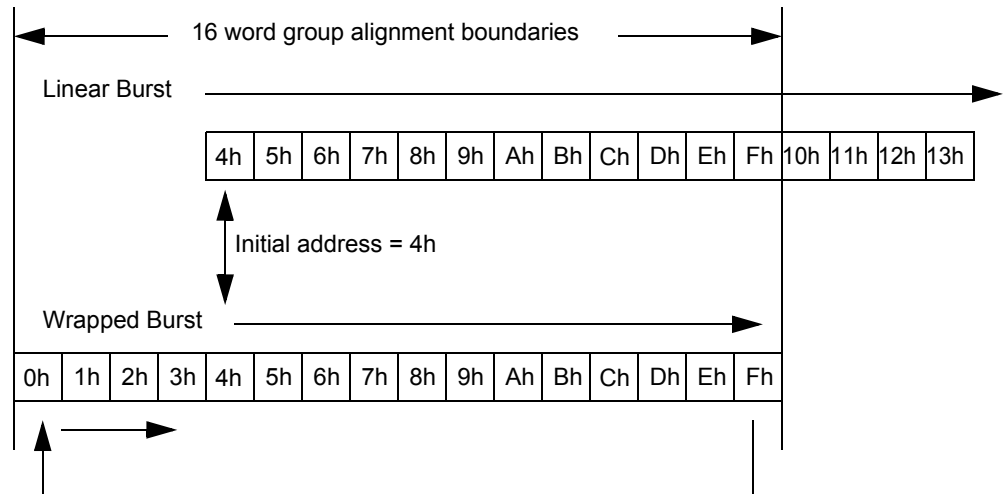 16 word group alignment boundaries
Linear Burst
4h 5h 6h 7h 8h 9h Ah Bh Ch Dh Eh Fh 10h 11h 12h 13h
Initial address = 4h
Wrapped Burst
0h 1h 2h 3h 4h 5h 6h 7h 8h 9h Ah Bh Ch Dh Eh Fh